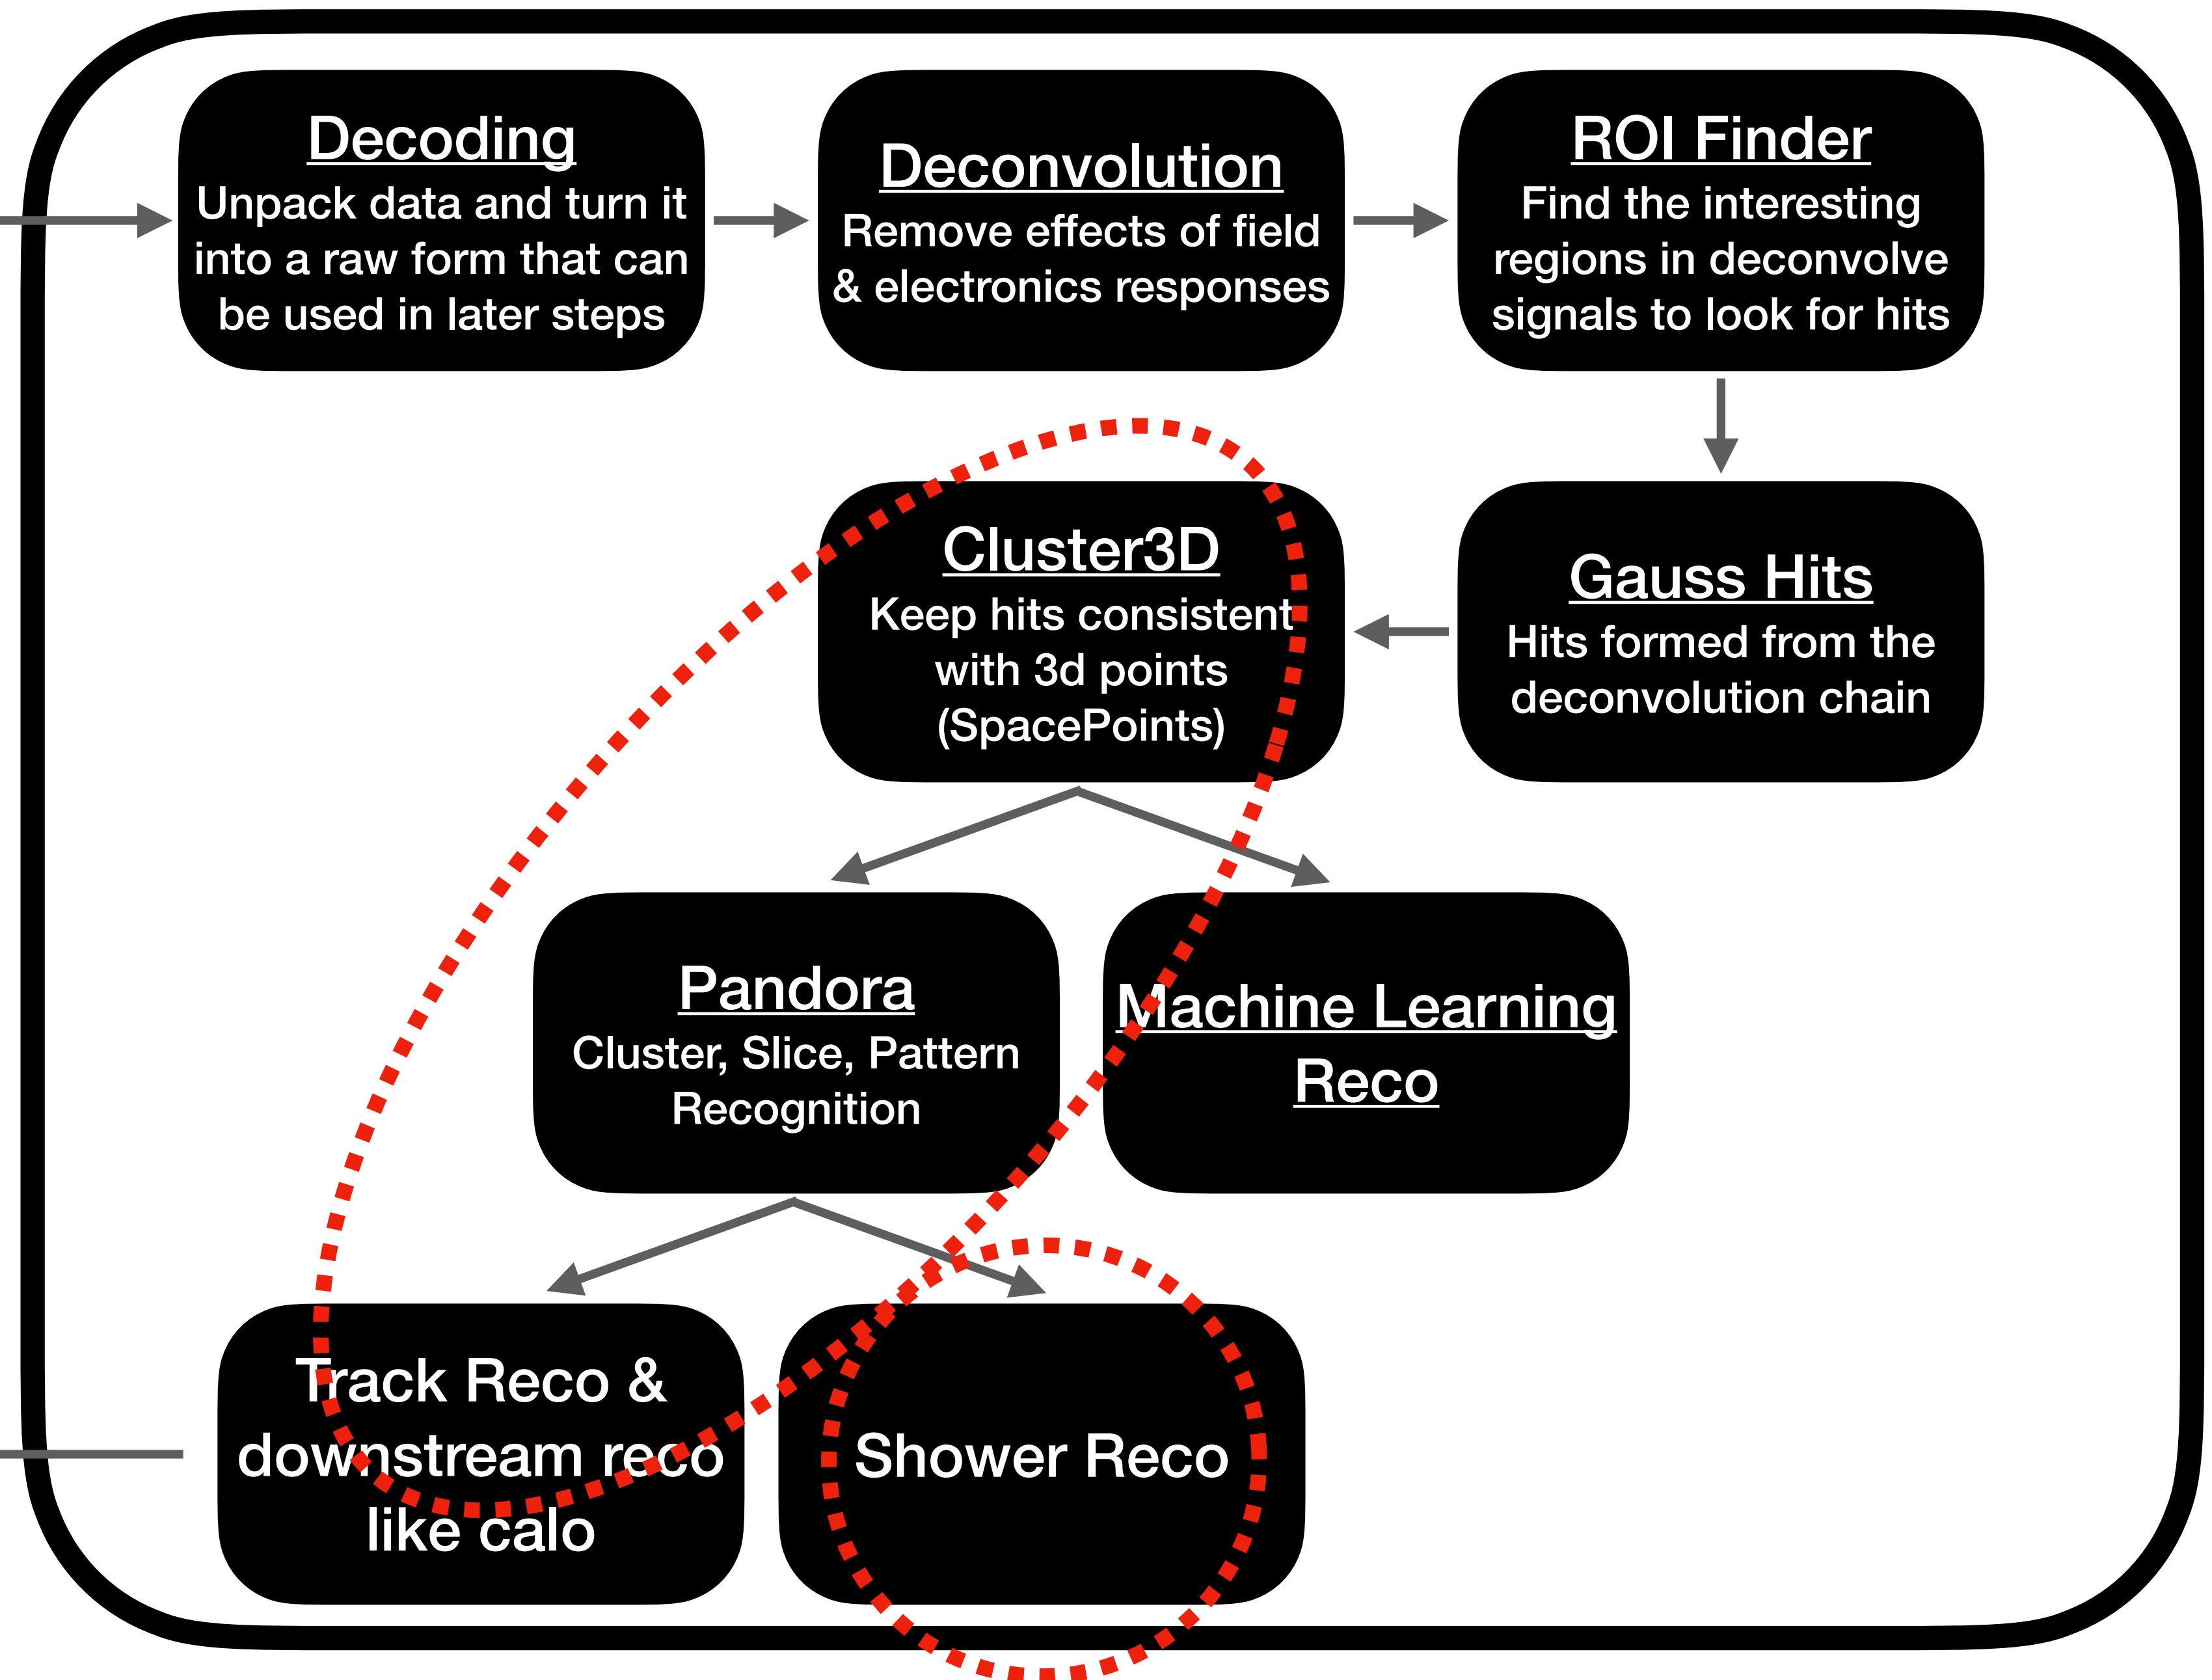 Decoding
Unpack data and turn it
into a raw form that can
be used in later steps
Deconvolution
Remove effects of field
& electronics responses
ROI Finder
Find the interesting
regions in deconvolve
signals to look for hits
Cluster3D
Keep hits consistent
with 3d points
(SpacePoints)
Gauss Hits
Hits formed from the
deconvolution chain
Pandora
Cluster, Slice, Pattern
Recognition
Machine Learning
Reco
Track Reco &
downstream reco
like calo
Shower Reco